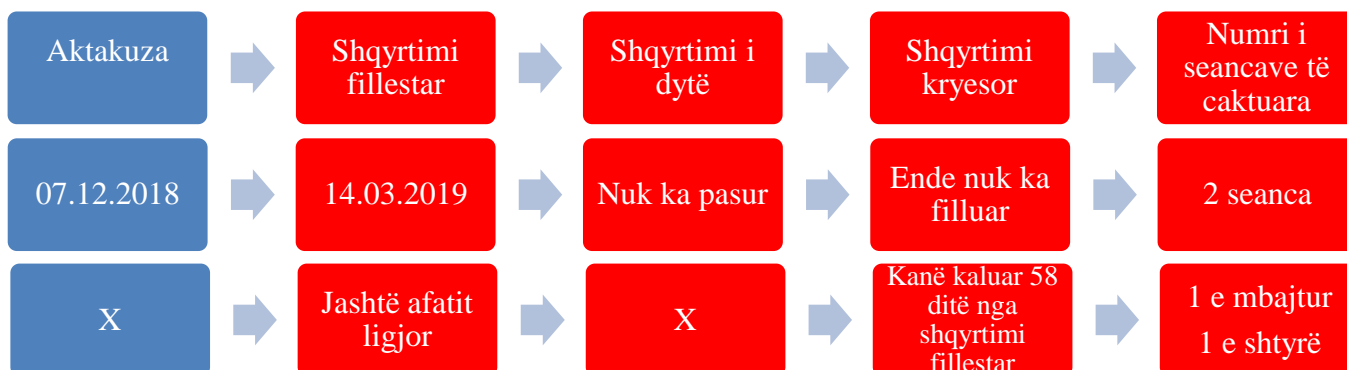 Aktakuza
Shqyrtimi
fillestar
Shqyrtimi i
dytë
Shqyrtimi
kryesor
Numri i
seancave të
caktuara
07.12.2018
14.03.2019
Nuk ka pasur
Ende nuk ka
filluar
2 seanca
X
Jashtë afatit
ligjor
X
Kanë kaluar 58
ditë nga
shqyrtimi
fillestar
1 e mbajtur
1 e shtyrë